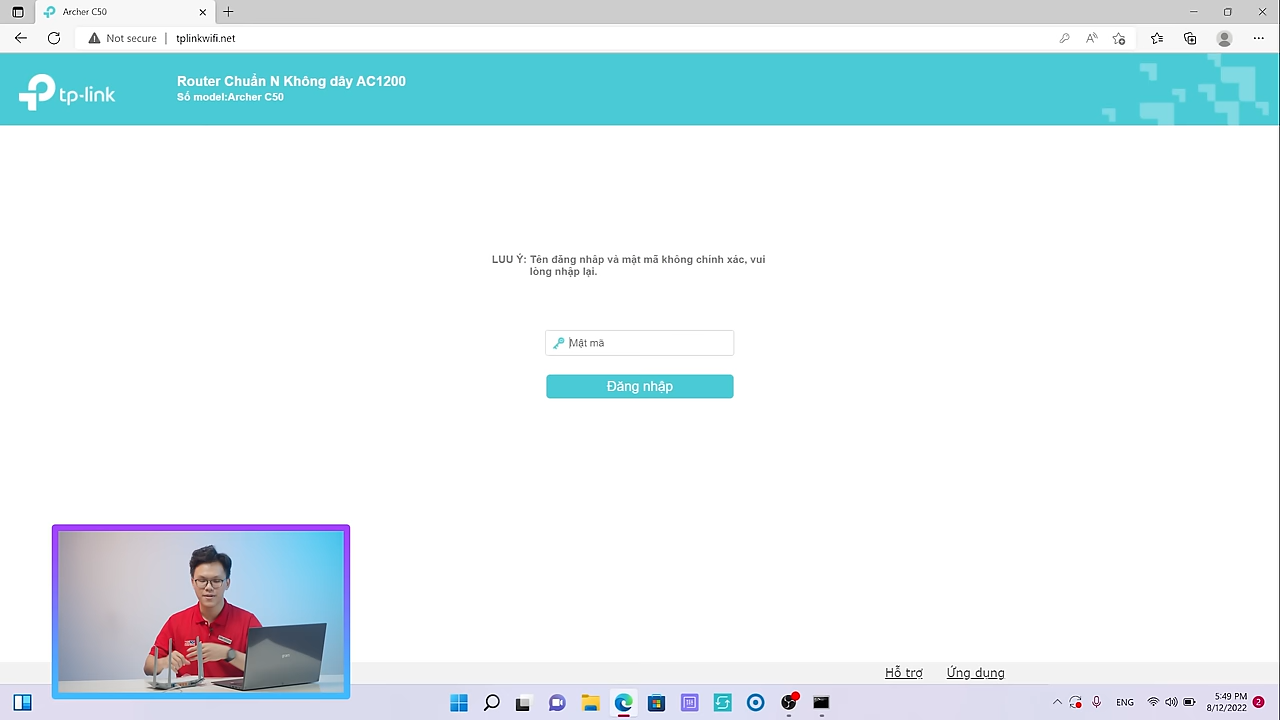 Archer C50
Not secure
tplinkwifi.net
tp-link
Router Chuẩn N Không dây AC1200
Số model:Archer C50
LUU Ý: Tên đăng nhập và mật mã không chính xác, vui
lòng nhập lại.
Mật mã
Đăng nhập
Hỗ trợ
Ứng dụng
ENG
5:49 PM
8/12/2022
2